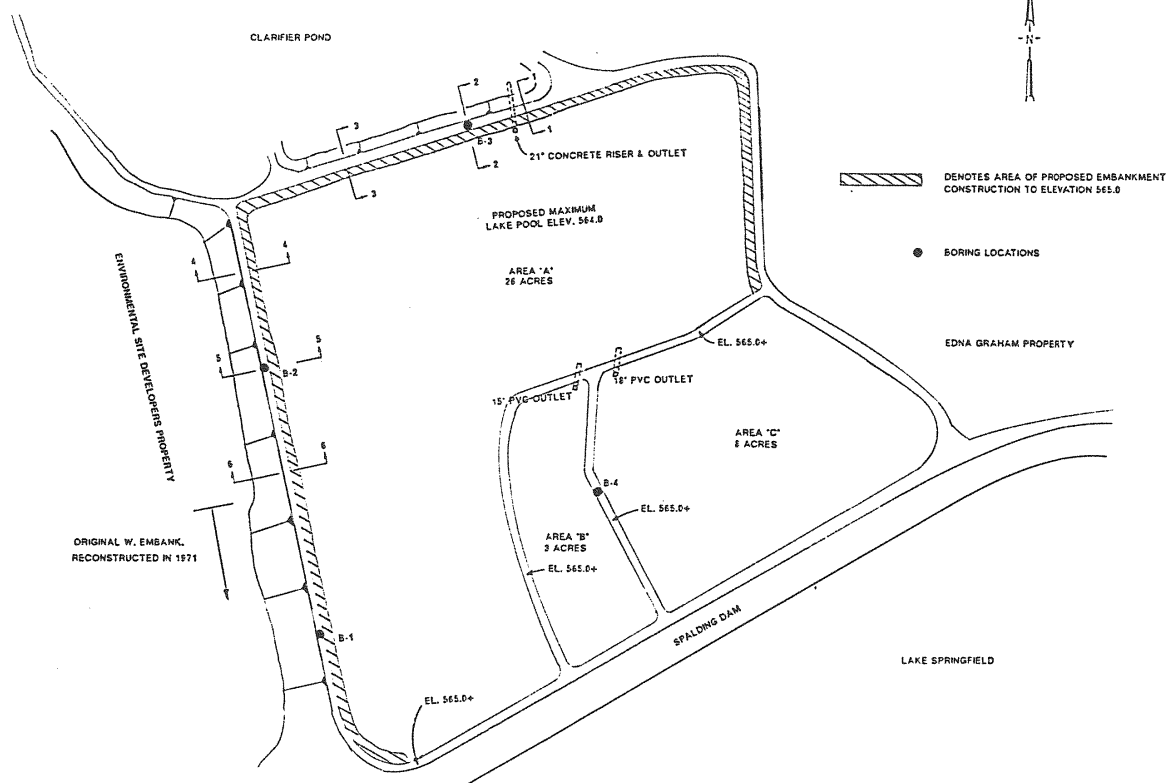 CLARIFIER POND
N
2
3
1
B-3
2
21" CONCRETE RISER & OUTLET
3
DENOTES AREA OF PROPOSED EMBANKMENT
CONSTRUCTION TO ELEVATION 565.0
PROPOSED MAXIMUM
LAKE POOL ELEV. 564.0
4
4
BORING LOCATIONS
AREA "A"
26 ACRES
ENVIRONMENTAL SITE DEVELOPERS PROPERTY
5
5
B-2
EL. 565.0+
EDNA GRAHAM PROPERTY
18" PVC OUTLET
15" PVC OUTLET
AREA "C"
8 ACRES
6
6
B-4
EL. 565.0+
ORIGINAL W. EMBANK.
RECONSTRUCTED IN 1971
AREA "B"
3 ACRES
EL. 565.0+
B-1
SPALDING DAM
LAKE SPRINGFIELD
EL. 565.0+